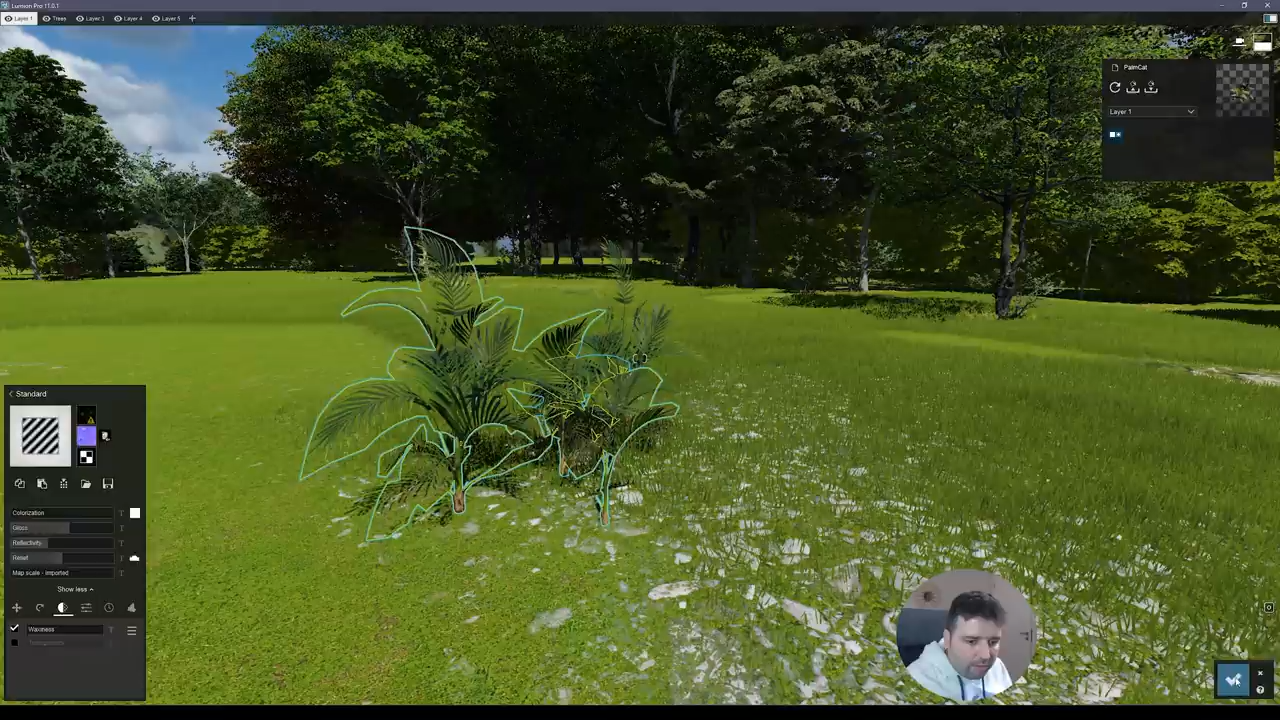 Lumion Pro 11.0.1
Layer 1
Trees
Layer 3
Layer 4
Layer 5
PalmCat
Layer 1
Standard
Colorization
Gloss
Reflectivity
Relief
Map scale - imported
Show less
Waxiness
Transparency